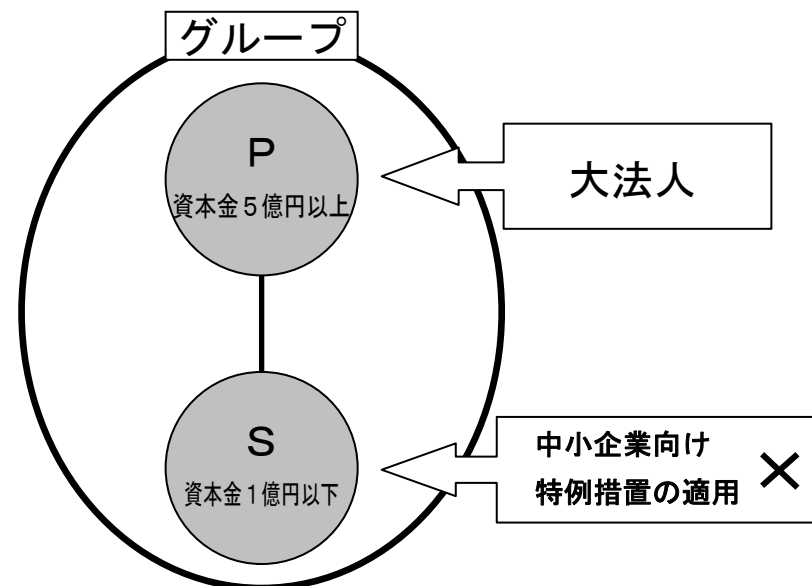 グループ
P
資本金5億円以上
大法人
S
資本金1億円以下
中小企業向け
特例措置の適用 ×